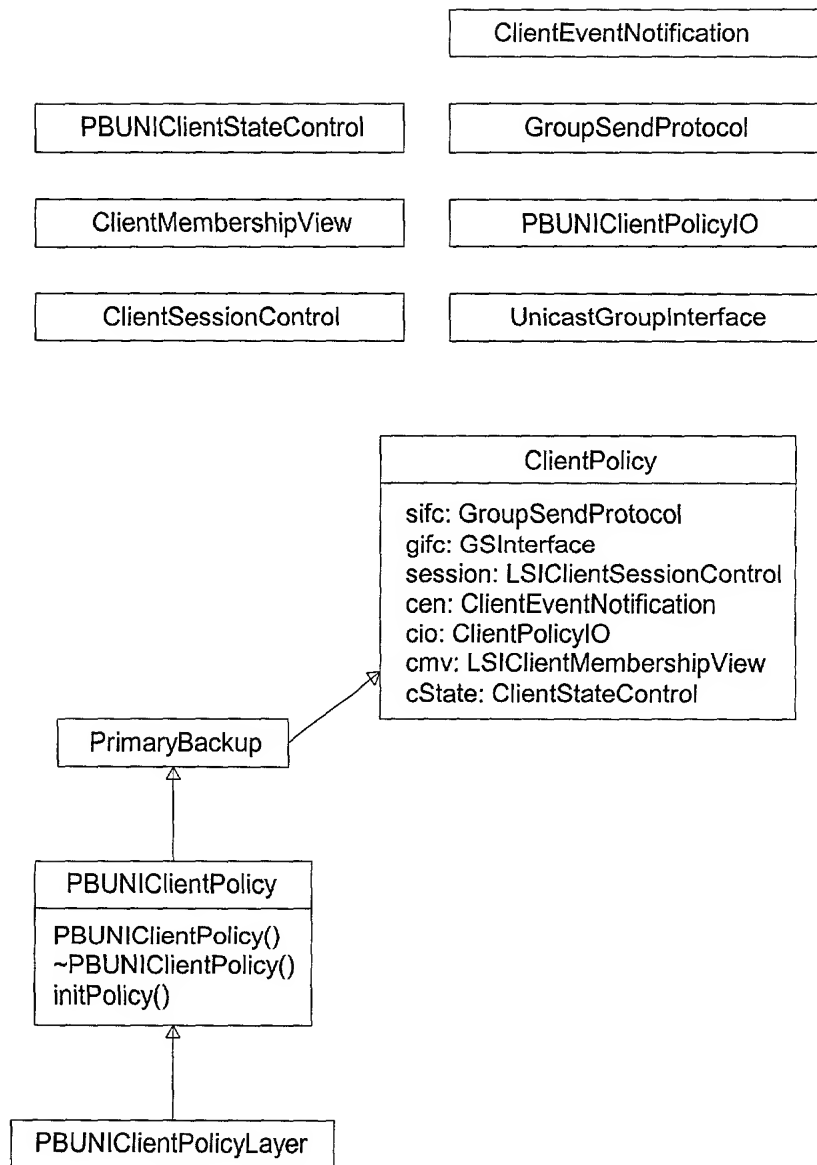 ClientEventNotification
PBUNIClientStateControl
GroupSendProtocol
ClientMembershipView
PBUNIClientPolicyIO
ClientSessionControl
UnicastGroupInterface
ClientPolicy
sifc: GroupSendProtocol
gifc: GSInterface
session: LSIClientSessionControl
cen: ClientEventNotification
cio: ClientPolicyIO
cmv: LSIClientMembershipView
cState: ClientStateControl
PrimaryBackup
PBUNIClientPolicy
PBUNIClientPolicy()
~PBUNIClientPolicy()
initPolicy()
PBUNIClientPolicyLayer